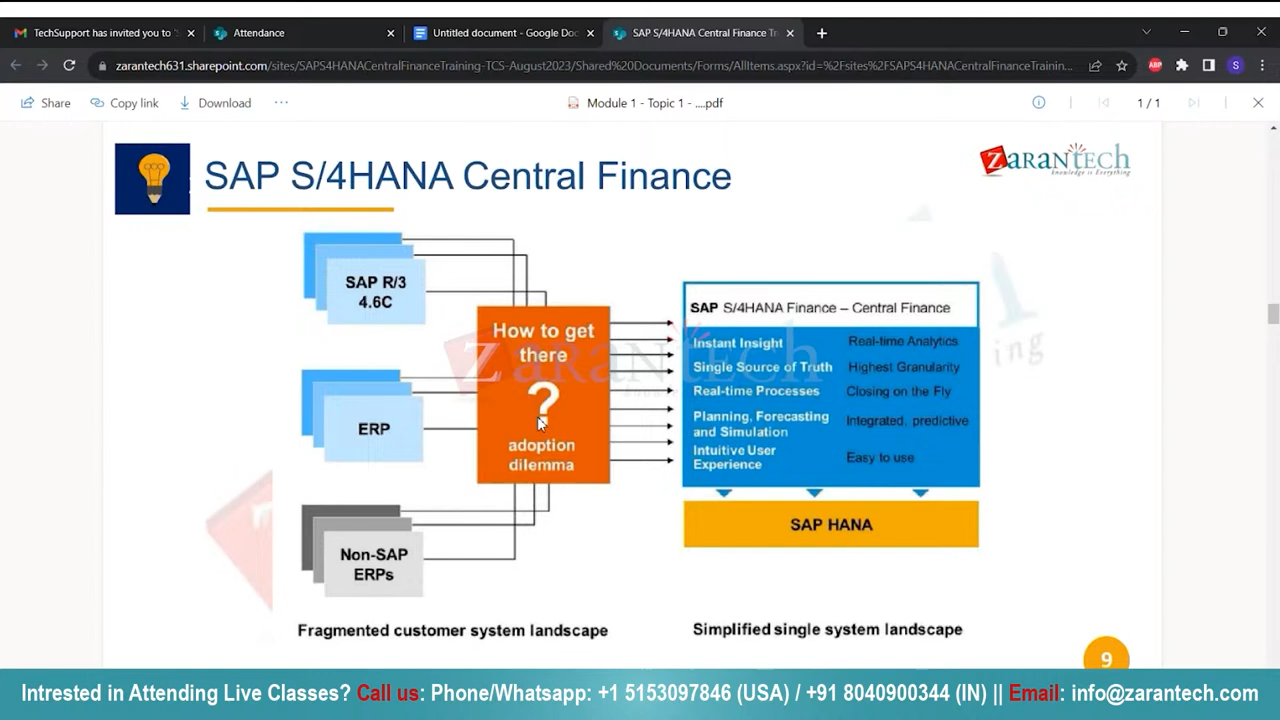 TechSupport has invited you to
Attendance
Untitled document - Google Doc
SAP S/4HANA Central Finance Tr
zarantech631.sharepoint.com/sites/SAPS4HANACentralFinanceTraining-TCS-August2023/Shared%20Documents/Forms/AllItems.aspx?id=%2Fsites%2FSAPS4HANACentralFinanceTrainin...
ABP
S
Share
Copy link
Download
Module 1 - Topic 1 - ....pdf
1 / 1
SAP S/4HANA Central Finance
ZARANTECH
knowledge is Everything
SAP R/3
4.6C
ERP
Non-SAP
ERPs
How to get
there
?
adoption
dilemma
SAP S/4HANA Finance – Central Finance
Instant Insight Real-time Analytics
Single Source of Truth Highest Granularity
Real-time Processes Closing on the Fly
Planning, Forecasting
and Simulation
Integrated, predictive
Intuitive User
Experience
Easy to use
SAP HANA
ZARANTECH
ing
Fragmented customer system landscape
Simplified single system landscape
9
Intrested in Attending Live Classes? Call us: Phone/Whatsapp: +1 5153097846 (USA) / +91 8040900344 (IN) || Email: info@zarantech.com